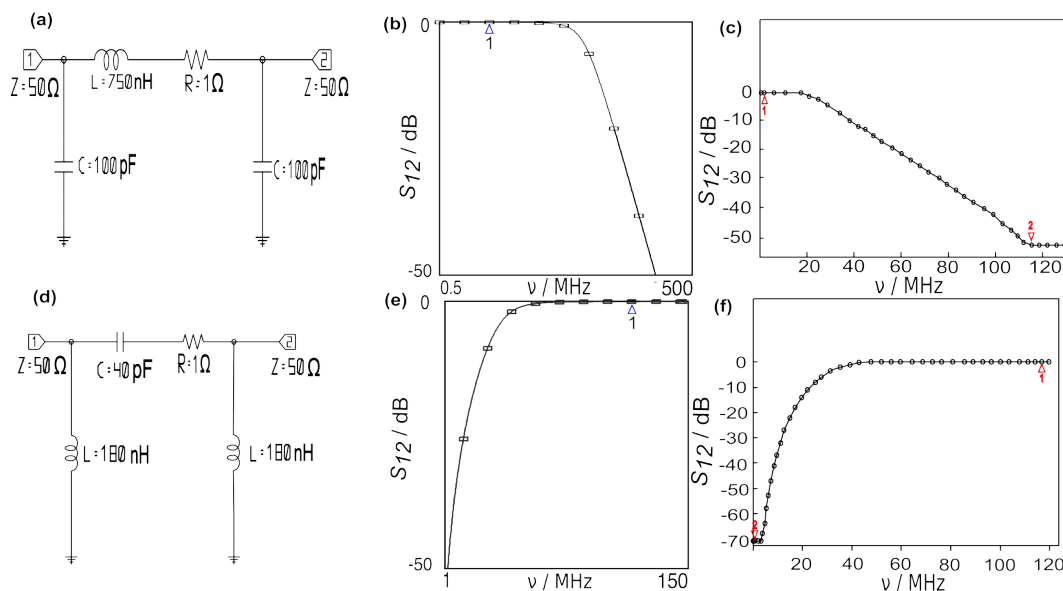 (a)
1
2
L=750nH
R=1Ω
Z=50Ω
Z=50Ω
C=100pF
C=100pF
(b)
0
1
S12 / dB
-50
0.5
ν / MHz
500
(c)
0
-10
-20
-30
-40
-50
S12 / dB
1
2
20
40
60
80
100
120
ν / MHz
(d)
1
2
Z=50Ω
C=40pF
R=1Ω
Z=50Ω
L=180nH
L=180nH
(e)
0
1
S12 / dB
-50
1
ν / MHz
150
(f)
0
-10
-20
-30
-40
-50
-60
-70
S12 / dB
1
2
20
40
60
80
100
120
ν / MHz